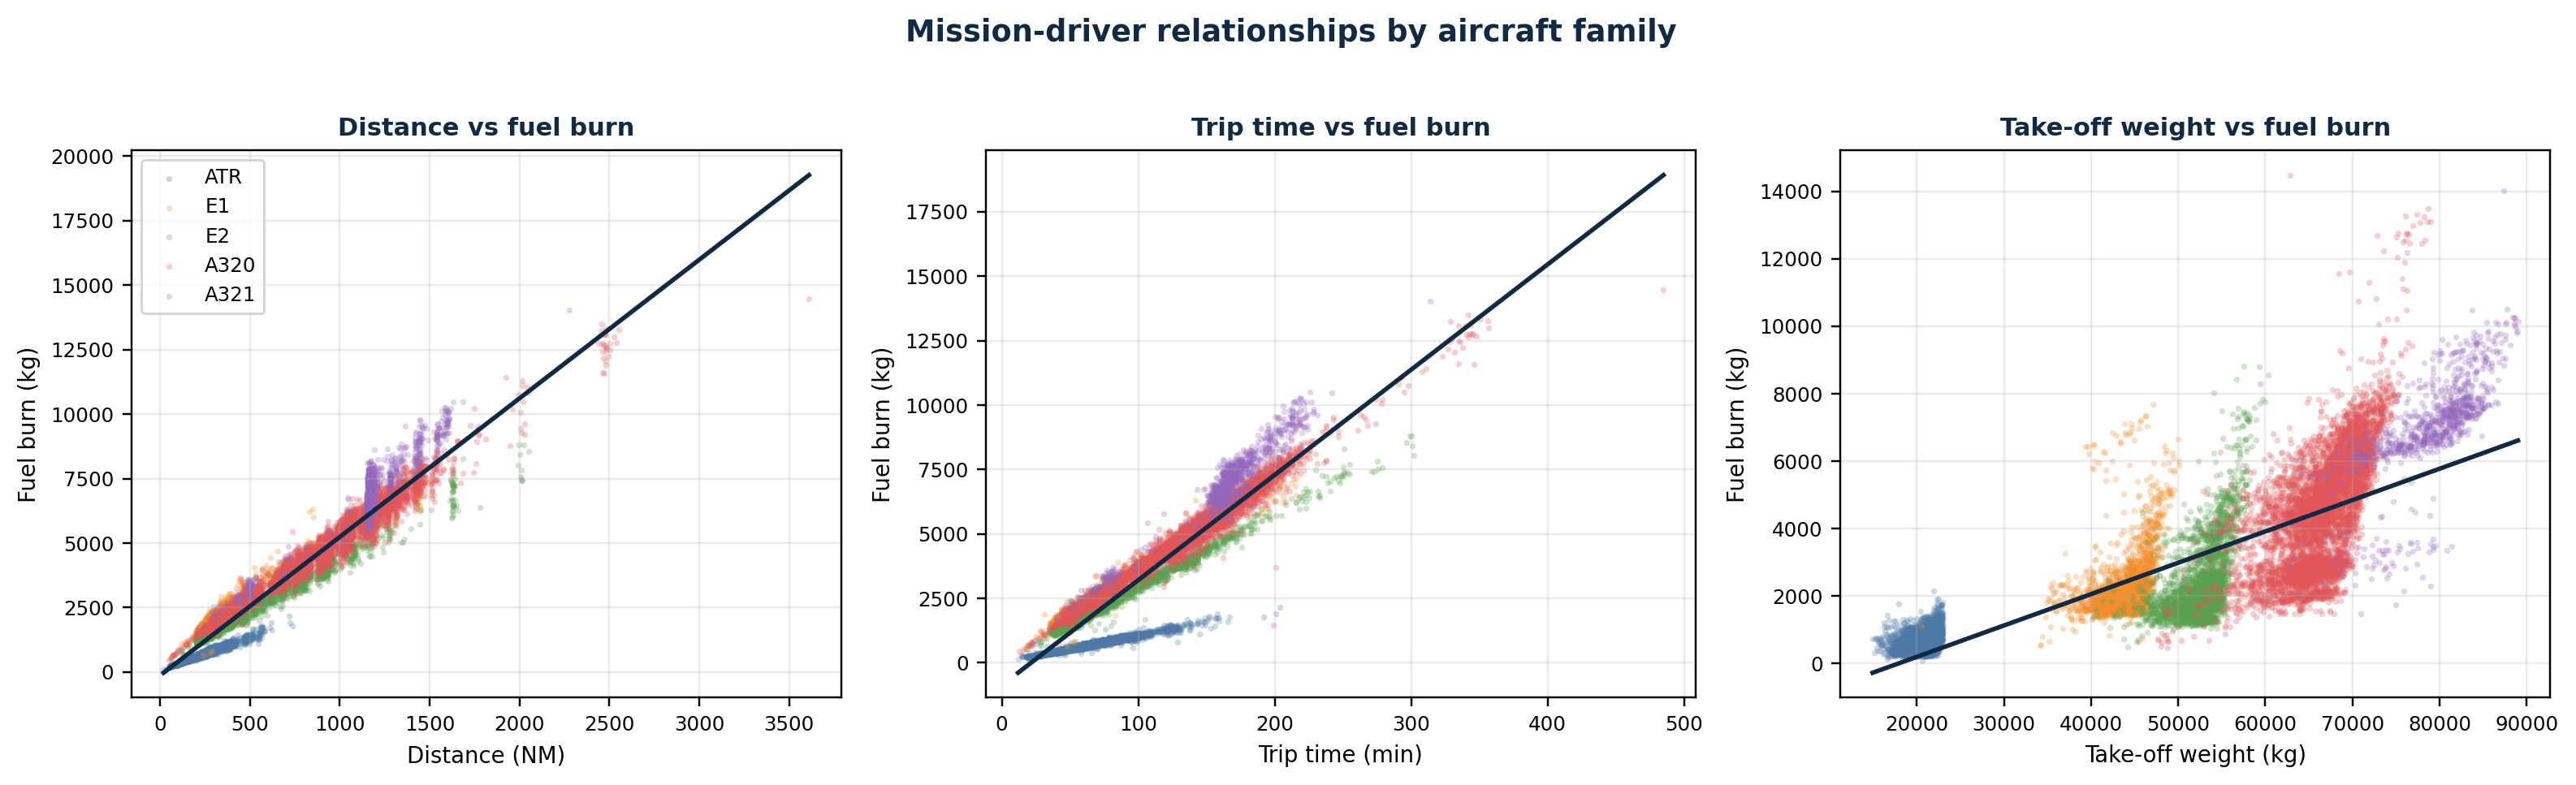 Mission-driver relationships by aircraft family
Distance vs fuel burn
Fuel burn (kg)
20000
17500
15000
12500
10000
7500
5000
2500
0
ATR
E1
E2
A320
A321
0 500 1000 1500 2000 2500 3000 3500
Distance (NM)
Trip time vs fuel burn
Fuel burn (kg)
17500
15000
12500
10000
7500
5000
2500
0
0 100 200 300 400 500
Trip time (min)
Take-off weight vs fuel burn
Fuel burn (kg)
14000
12000
10000
8000
6000
4000
2000
0
20000 30000 40000 50000 60000 70000 80000 90000
Take-off weight (kg)